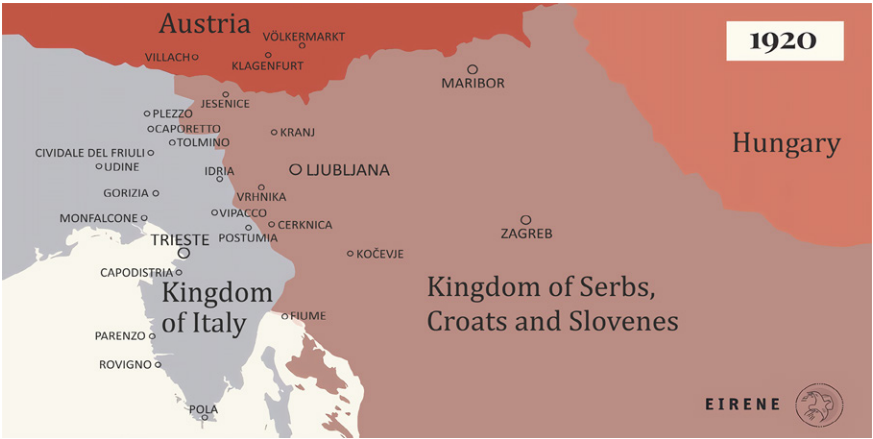 Austria
1920
VÖLKERMARKT
VILLACH
KLAGENFURT
MARIBOR
JESENICE
PLEZZO
CAPORETTO
KRANJ
TOLMINO
Hungary
CIVIDALE DEL FRIULI
UDINE
IDRIA
LJUBLJANA
GORIZIA
VRHNIKA
MONFALCONE
VIPACCO
CERKNICA
ZAGREB
TRIESTE
POSTUMIA
KOČEVJE
CAPODISTRIA
Kingdom
of Italy
Kingdom of Serbs,
Croats and Slovenes
FIUME
PARENZO
ROVIGNO
POLA
EIRENE